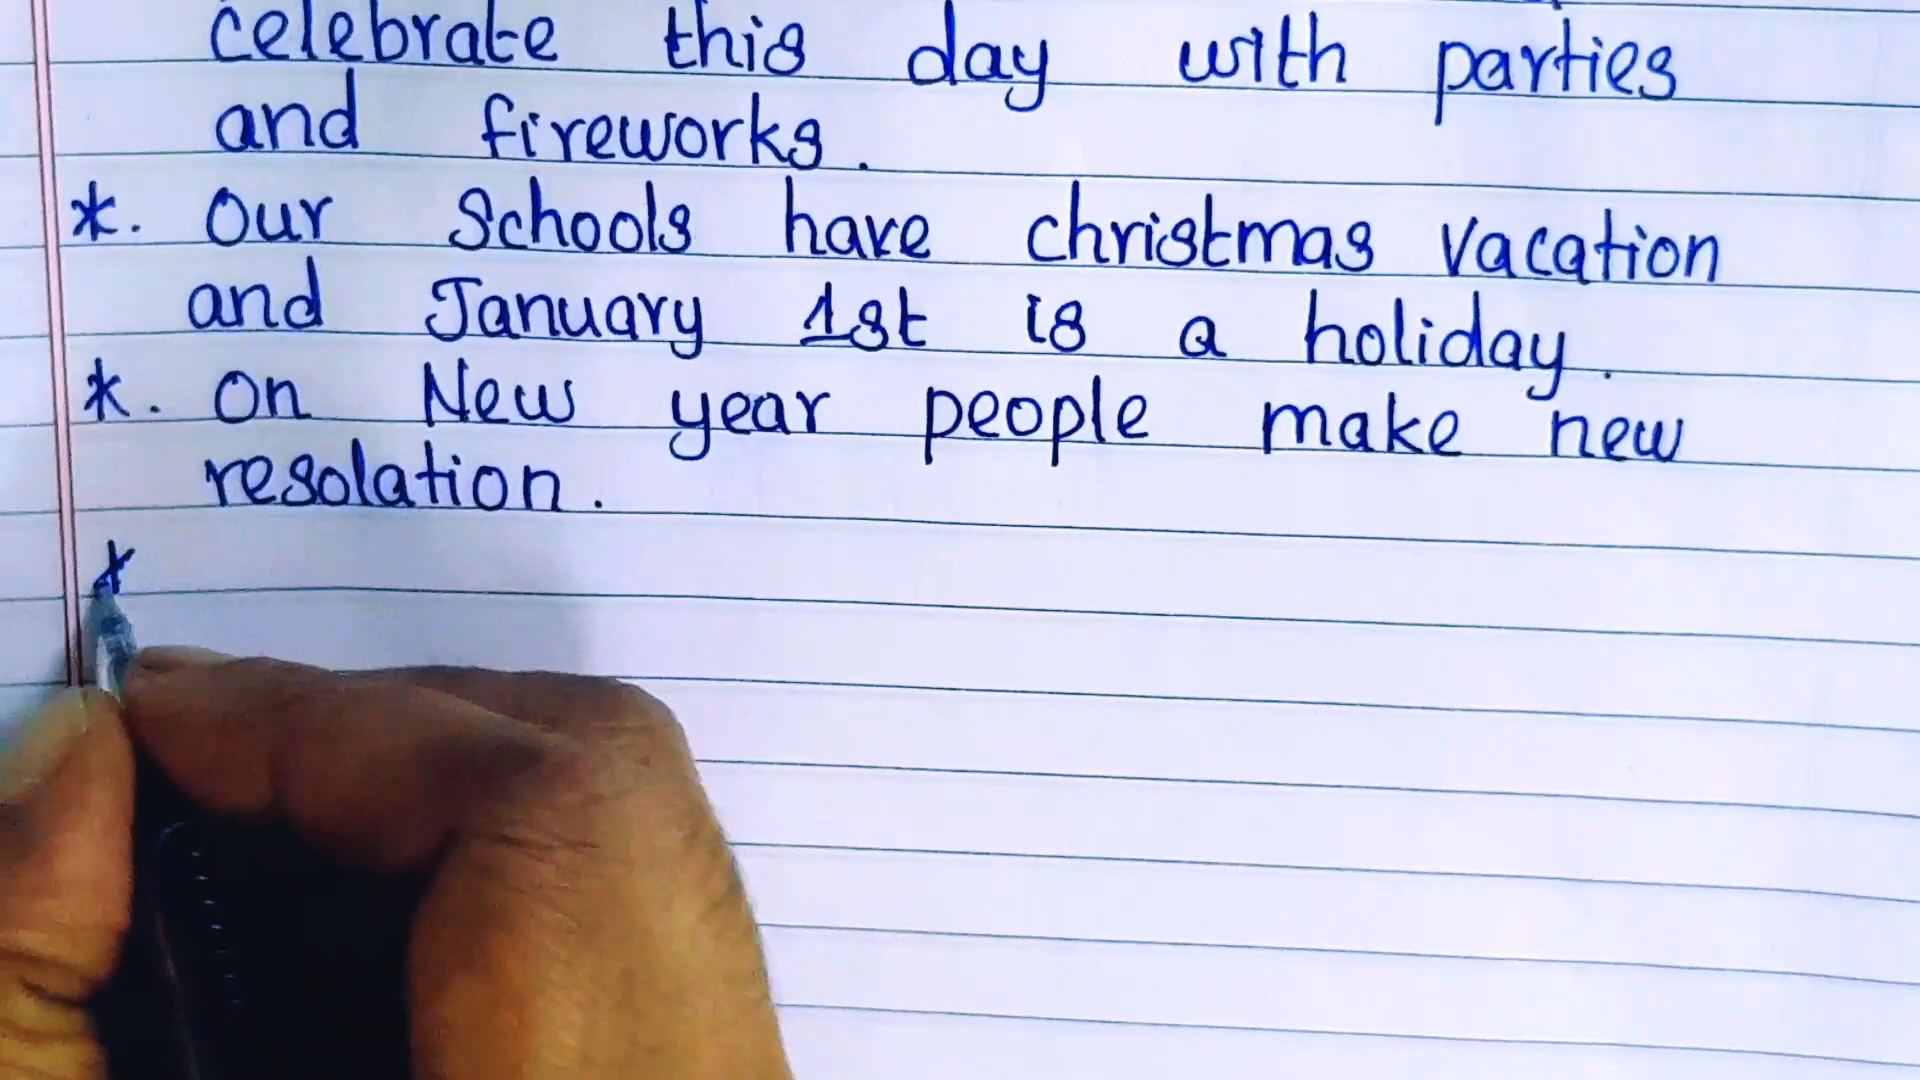 celebrate this day with parties
and fireworks.
*. Our Schools have christmas vacation
and January 1st is a holiday.
*. On New year people make new
resolation.
*